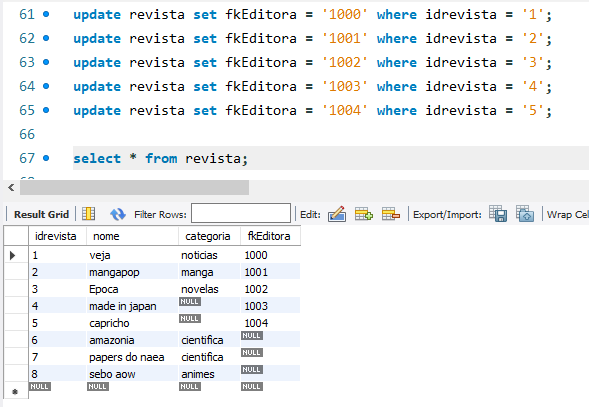 61 update revista set fkEditora = '1000' where idrevista = '1';
62 update revista set fkEditora = '1001' where idrevista = '2';
63 update revista set fkEditora = '1002' where idrevista = '3';
64 update revista set fkEditora = '1003' where idrevista = '4';
65 update revista set fkEditora = '1004' where idrevista = '5';
66
67 select * from revista;
Result Grid Filter Rows: Edit: Export/Import: Wrap Cel
idrevista nome categoria fkEditora
1 veja noticias 1000
2 mangapop manga 1001
3 Epoca novelas 1002
4 made in japan NULL 1003
5 capricho NULL 1004
6 amazonia cientifica NULL
7 papers do naea cientifica NULL
8 sebo aow animes NULL
NULL NULL NULL NULL